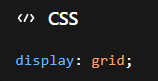 </> CSS
display: grid;